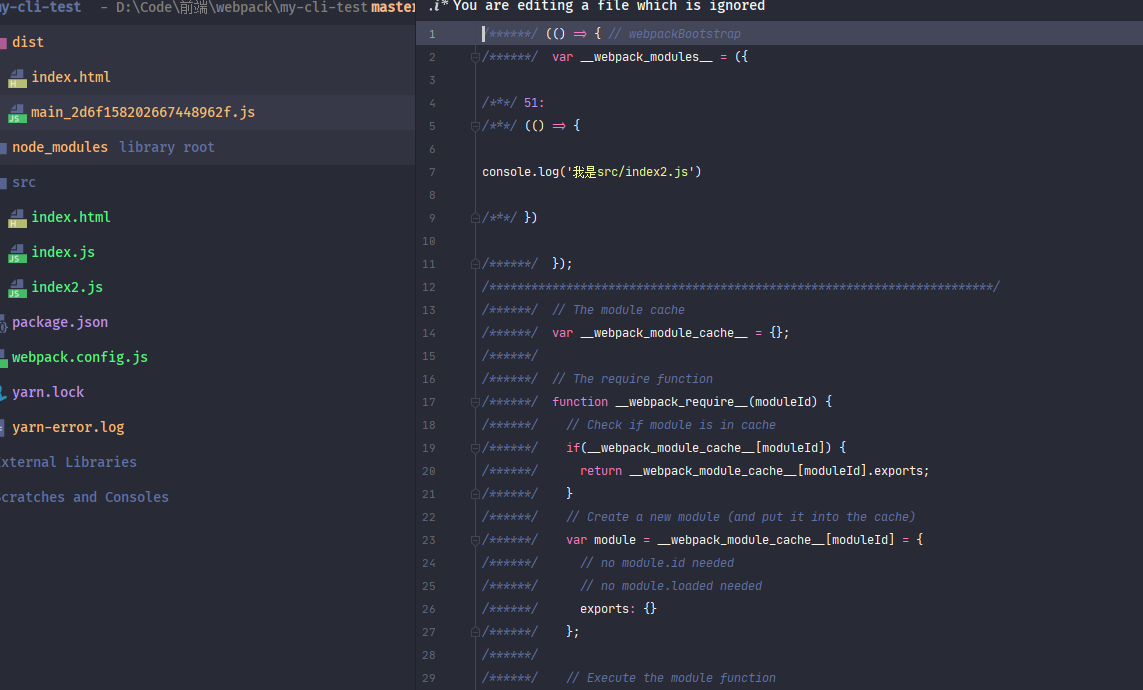 my-cli-test – D:\Code\前端\webpack\my-cli-test master
dist
index.html
main_2d6f158202667448962f.js
node_modules library root
src
index.html
index.js
index2.js
package.json
webpack.config.js
yarn.lock
yarn-error.log
External Libraries
Scratches and Consoles
.i* You are editing a file which is ignored
1 /******/ (() => { // webpackBootstrap
2 /******/ var __webpack_modules__ = ({
3
4 /***/ 51:
5 /***/ (() => {
6
7 console.log('我是src/index2.js')
8
9 /***/ })
10
11 /******/ });
12 /************************************************************************/
13 /******/ // The module cache
14 /******/ var __webpack_module_cache__ = {};
15 /******/
16 /******/ // The require function
17 /******/ function __webpack_require__(moduleId) {
18 /******/ // Check if module is in cache
19 /******/ if(__webpack_module_cache__[moduleId]) {
20 /******/ return __webpack_module_cache__[moduleId].exports;
21 /******/ }
22 /******/ // Create a new module (and put it into the cache)
23 /******/ var module = __webpack_module_cache__[moduleId] = {
24 /******/ // no module.id needed
25 /******/ // no module.loaded needed
26 /******/ exports: {}
27 /******/ };
28 /******/
29 /******/ // Execute the module function